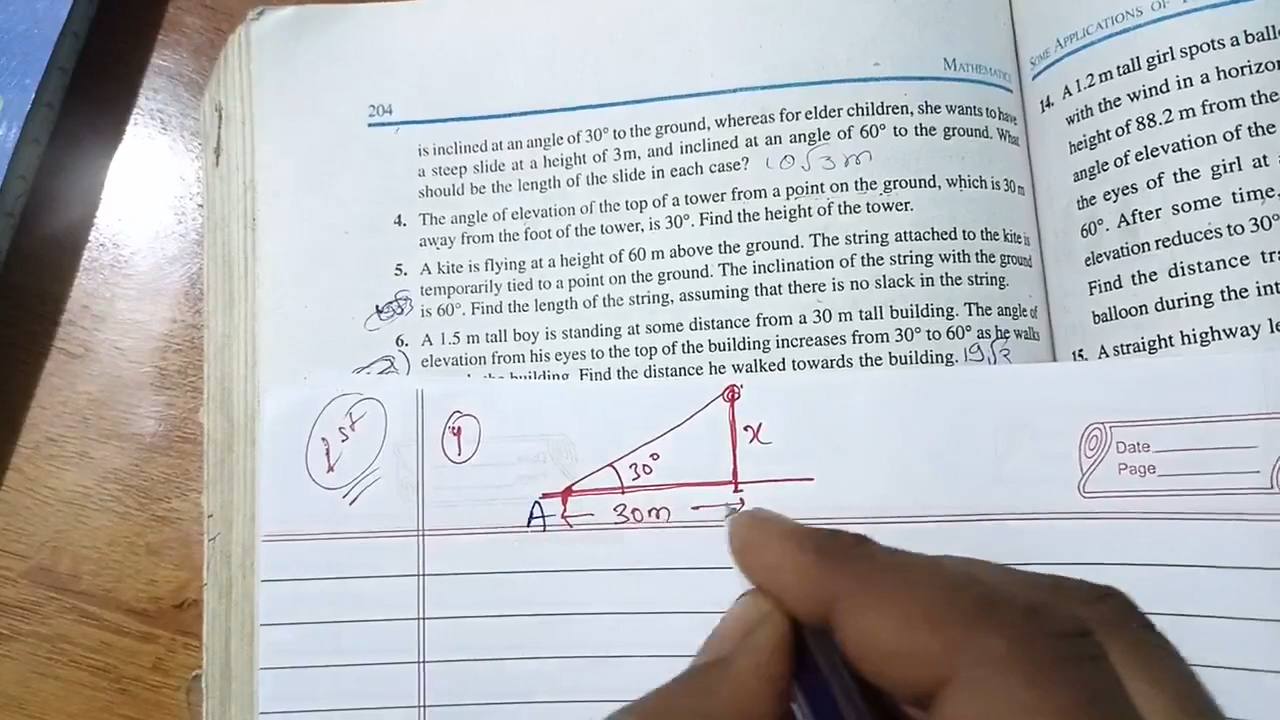 204
MATHEMATIC
is inclined at an angle of 30° to the ground, whereas for elder children, she wants to have
a steep slide at a height of 3m, and inclined at an angle of 60° to the ground. What
should be the length of the slide in each case? 10√3 m
4. The angle of elevation of the top of a tower from a point on the ground, which is 30 m
away from the foot of the tower, is 30°. Find the height of the tower.
5. A kite is flying at a height of 60 m above the ground. The string attached to the kite is
temporarily tied to a point on the ground. The inclination of the string with the ground
is 60°. Find the length of the string, assuming that there is no slack in the string.
6. A 1.5 m tall boy is standing at some distance from a 30 m tall building. The angle of
elevation from his eyes to the top of the building increases from 30° to 60° as he walks
building. Find the distance he walked towards the building. 19√3
SOME APPLICATIONS OF
14. A 1.2 m tall girl spots a ball
with the wind in a horizon
height of 88.2 m from the
angle of elevation of the
the eyes of the girl at
60°. After some time,
elevation reduces to 30°
Find the distance tra
balloon during the int
15. A straight highway l
1st
4
30°
x
A
30m
Date
Page